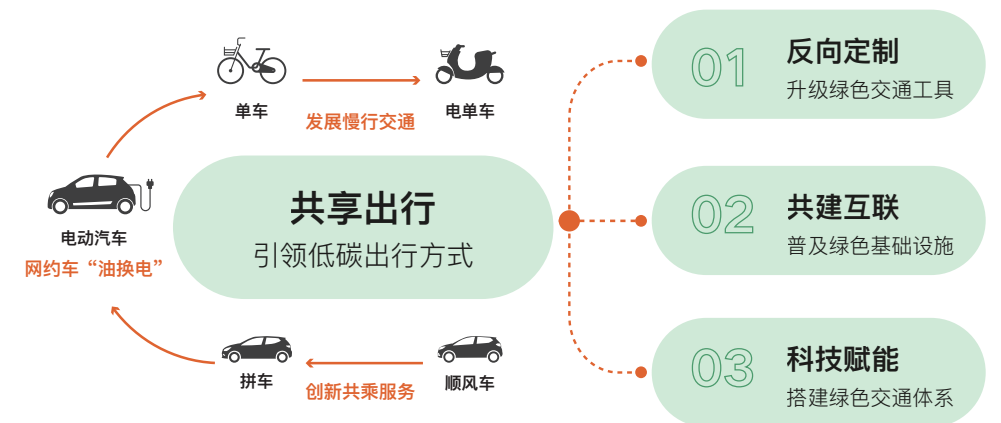 单车
发展慢行交通
电单车
电动汽车
网约车“油换电”
共享出行
引领低碳出行方式
拼车
创新共乘服务
顺风车
01
反向定制
升级绿色交通工具
02
共建互联
普及绿色基础设施
03
科技赋能
搭建绿色交通体系